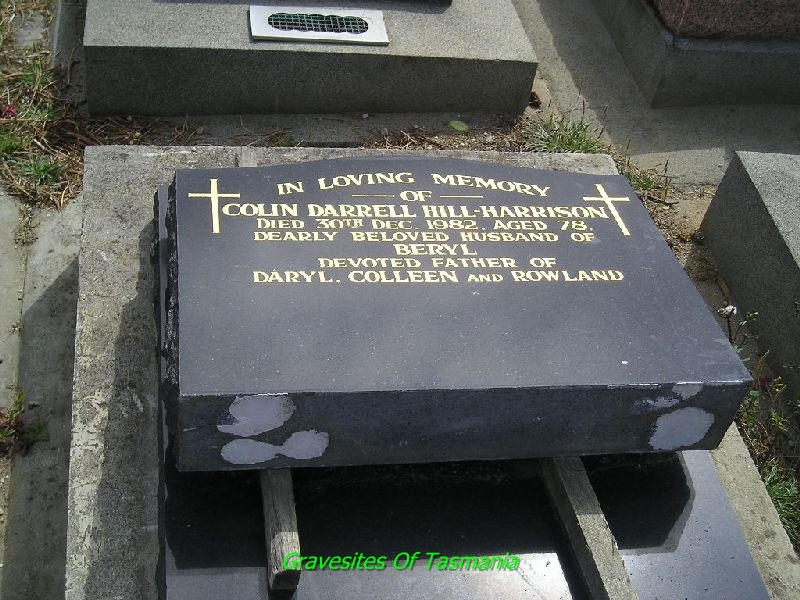 IN LOVING MEMORY
OF
COLIN DARRELL HILL-HARRISON
DIED 30TH DEC. 1982. AGED 78.
DEARLY BELOVED HUSBAND OF
BERYL
DEVOTED FATHER OF
DARYL. COLLEEN AND ROWLAND
Gravesites Of Tasmania